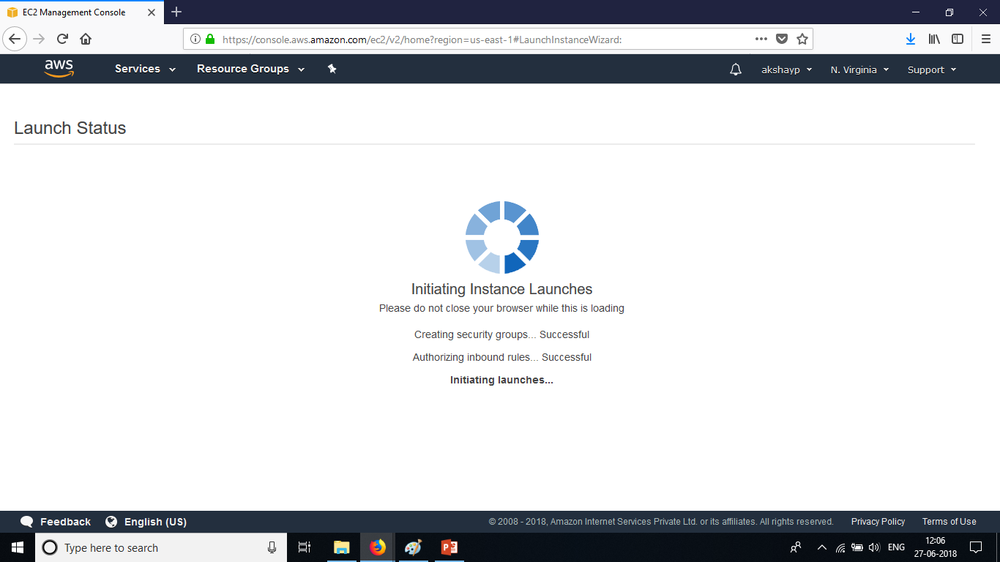 EC2 Management Console
https://console.aws.amazon.com/ec2/v2/home?region=us-east-1#LaunchInstanceWizard:
aws Services Resource Groups akshayp N. Virginia Support
Launch Status
Initiating Instance Launches
Please do not close your browser while this is loading
Creating security groups... Successful
Authorizing inbound rules... Successful
Initiating launches...
Feedback English (US) © 2008 - 2018, Amazon Internet Services Private Ltd. or its affiliates. All rights reserved. Privacy Policy Terms of Use
Type here to search ENG 12:06
27-06-2018